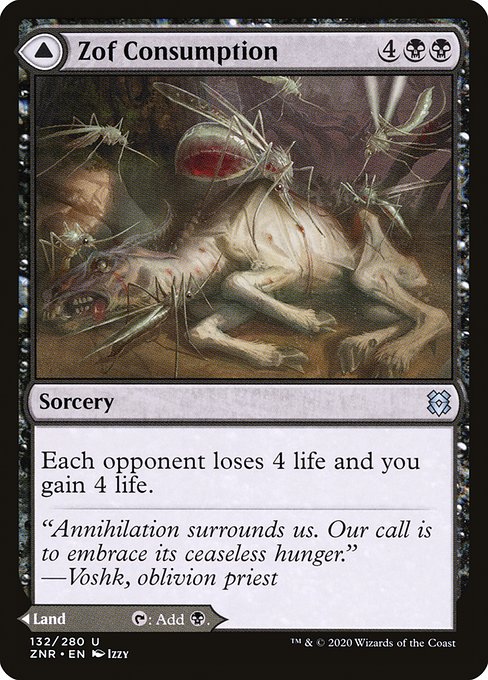 Zof Consumption 4
Sorcery
Each opponent loses 4 life and you
gain 4 life.
“Annihilation surrounds us. Our call is
to embrace its ceaseless hunger.”
—Voshk, oblivion priest
Land : Add .
132/280 U
ZNR • EN Izzy
™ & © 2020 Wizards of the Coast